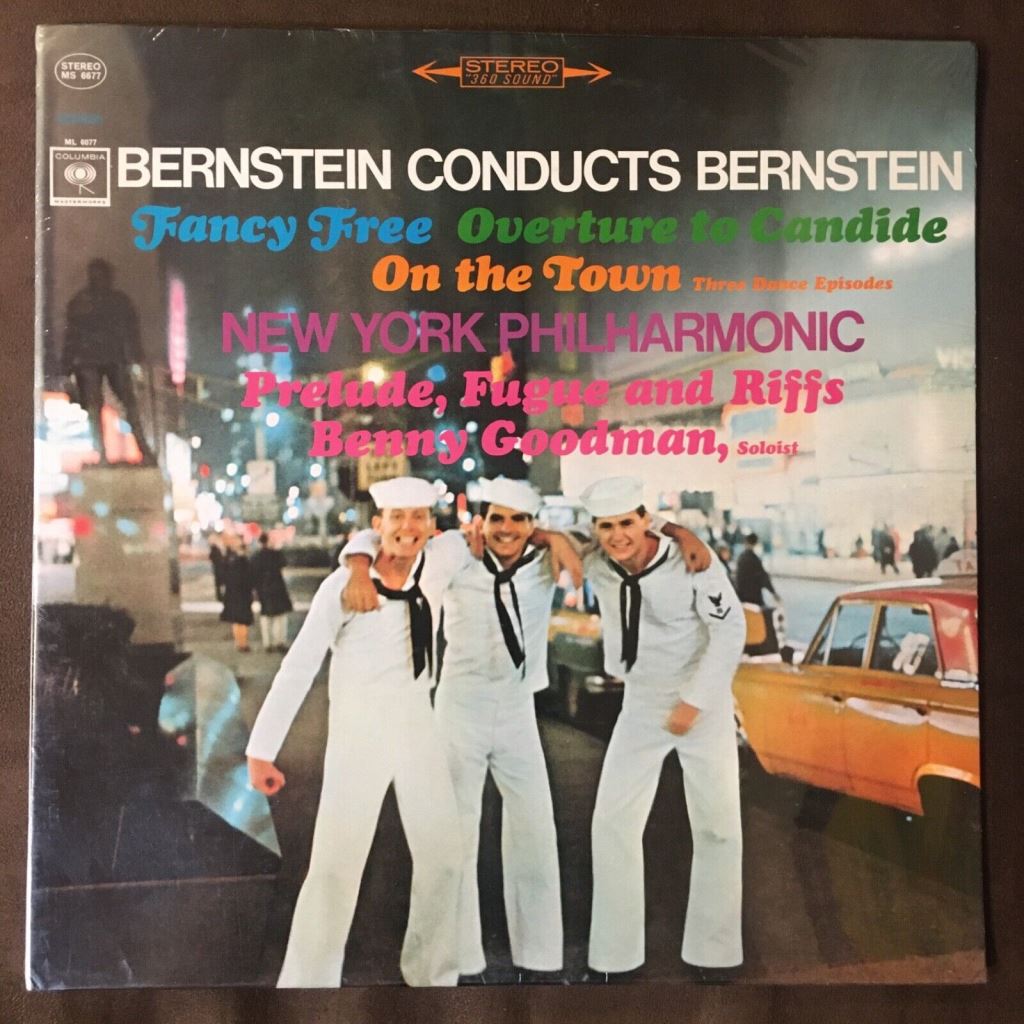 STEREO
MS 6677
STEREO
"360 SOUND"
ML 6077
COLUMBIA
MASTERWORKS
BERNSTEIN CONDUCTS BERNSTEIN
Fancy Free Overture to Candide
On the Town Three Dance Episodes
NEW YORK PHILHARMONIC
Prelude, Fugue and Riffs
Benny Goodman, Soloist